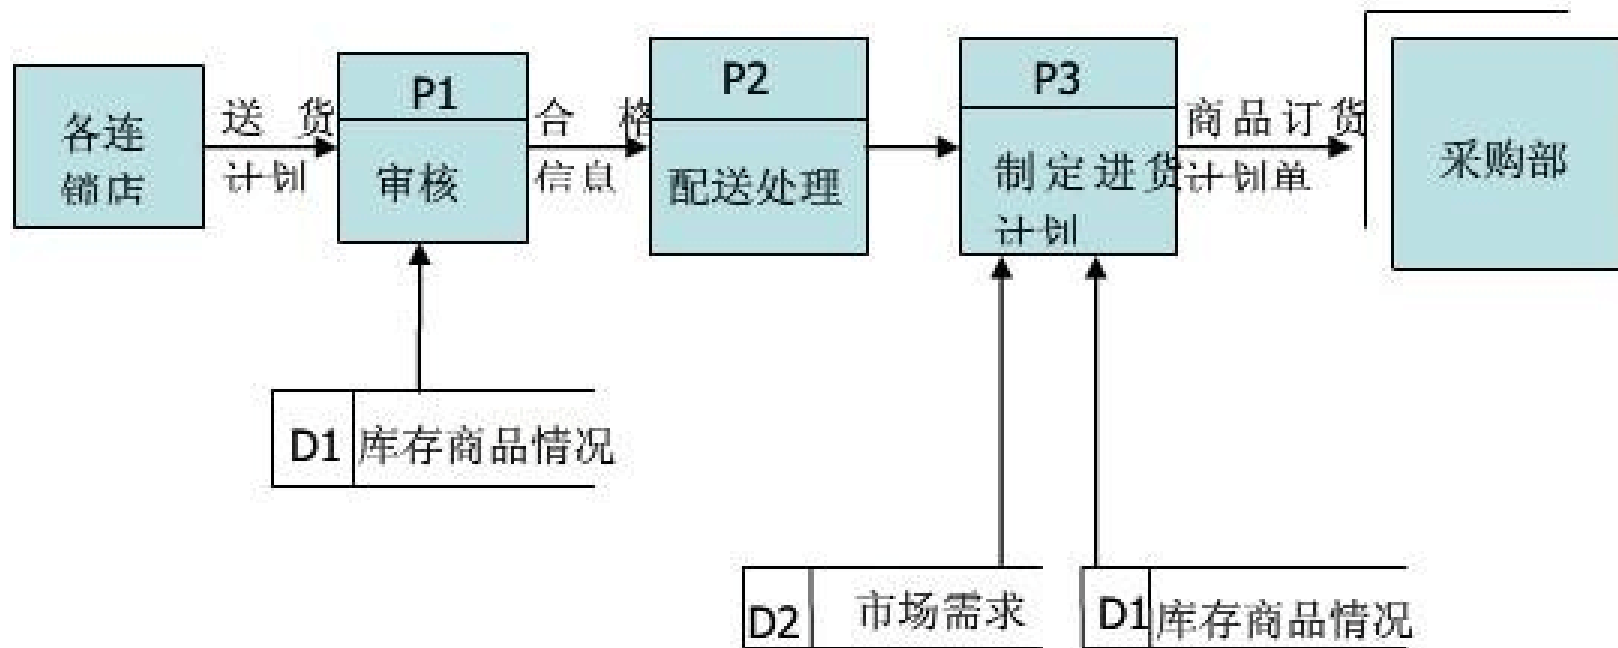 各连
锁店
送 货
计划
P1
审核
合 格
信息
P2
配送处理
P3
制定进货
计划
商品订货
计划单
采购部
D1 库存商品情况
D2 市场需求
D1 库存商品情况